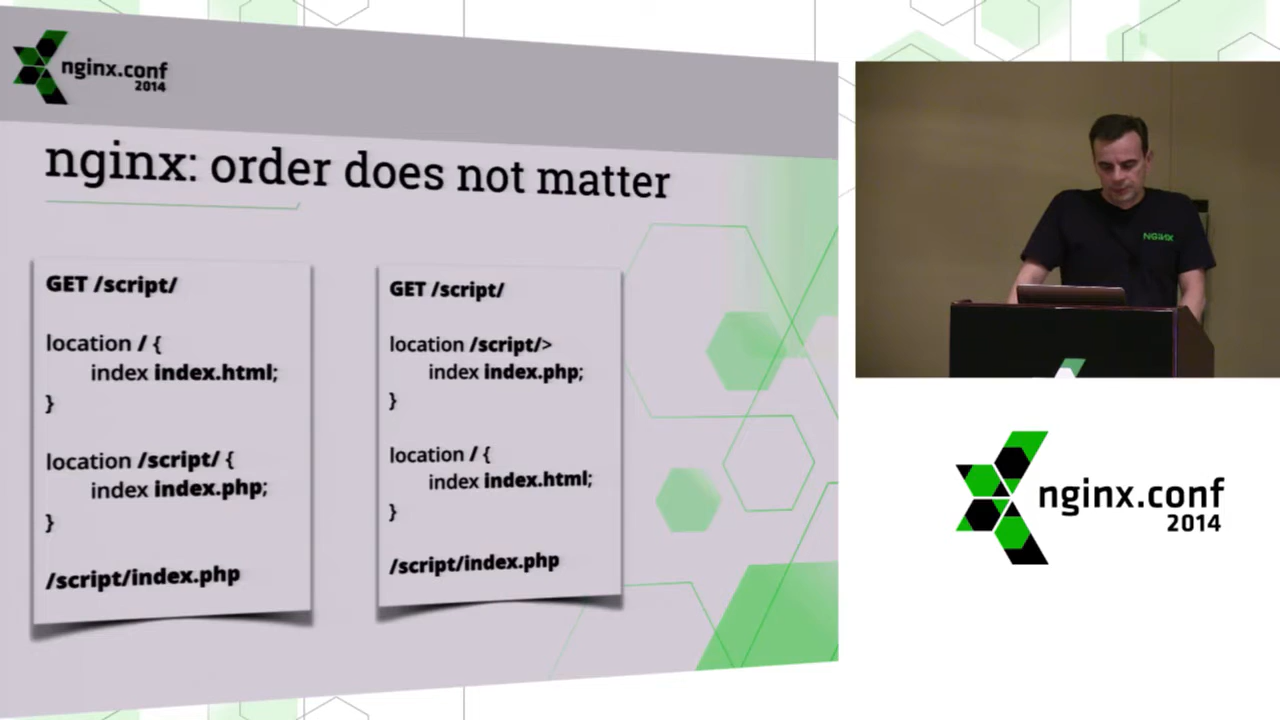 nginx.conf
2014
nginx: order does not matter
GET /script/
location / {
index index.html;
}
location /script/ {
index index.php;
}
/script/index.php
GET /script/
location /script/>
index index.php;
}
location / {
index index.html;
}
/script/index.php
NGINX
nginx.conf
2014